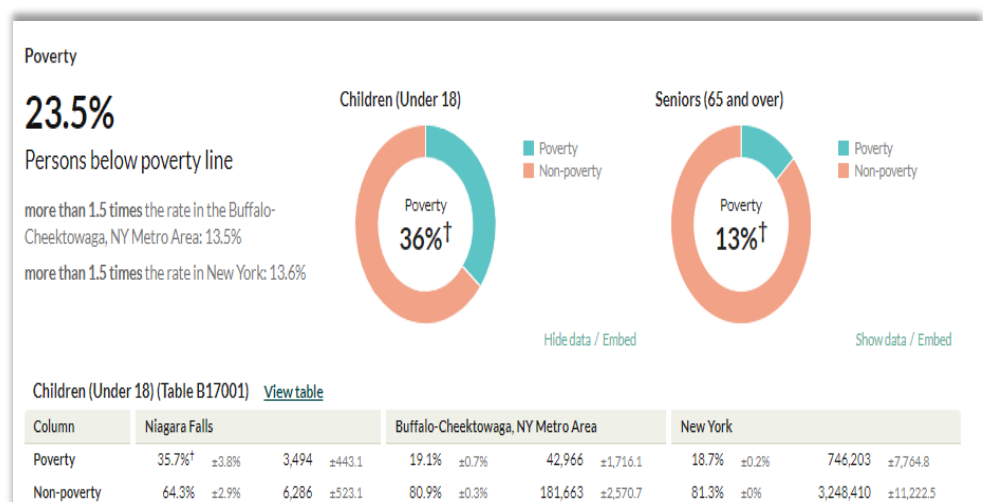 Poverty
23.5%
Persons below poverty line
more than 1.5 times the rate in the Buffalo-
Cheektowaga, NY Metro Area: 13.5%
more than 1.5 times the rate in New York: 13.6%
Children (Under 18)
Poverty
Non-poverty
Poverty
36%†
Hide data / Embed
Seniors (65 and over)
Poverty
Non-poverty
Poverty
13%†
Show data / Embed
Children (Under 18) (Table B17001) View table
Column Niagara Falls Buffalo-Cheektowaga, NY Metro Area New York
Poverty 35.7%† ±3.8% 3,494 ±443.1 19.1% ±0.7% 42,966 ±1,716.1 18.7% ±0.2% 746,203 ±7,764.8
Non-poverty 64.3% ±2.9% 6,286 ±523.1 80.9% ±0.3% 181,663 ±2,570.7 81.3% ±0% 3,248,410 ±11,222.5